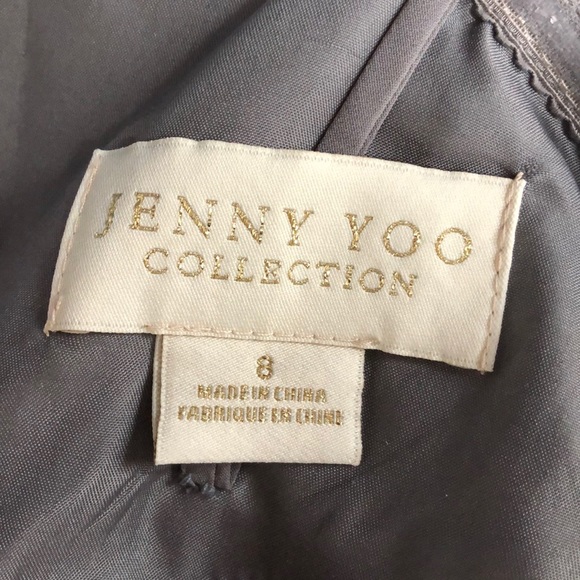 JENNY YOO
COLLECTION
8
MADE IN CHINA
FABRIQUE EN CHINE